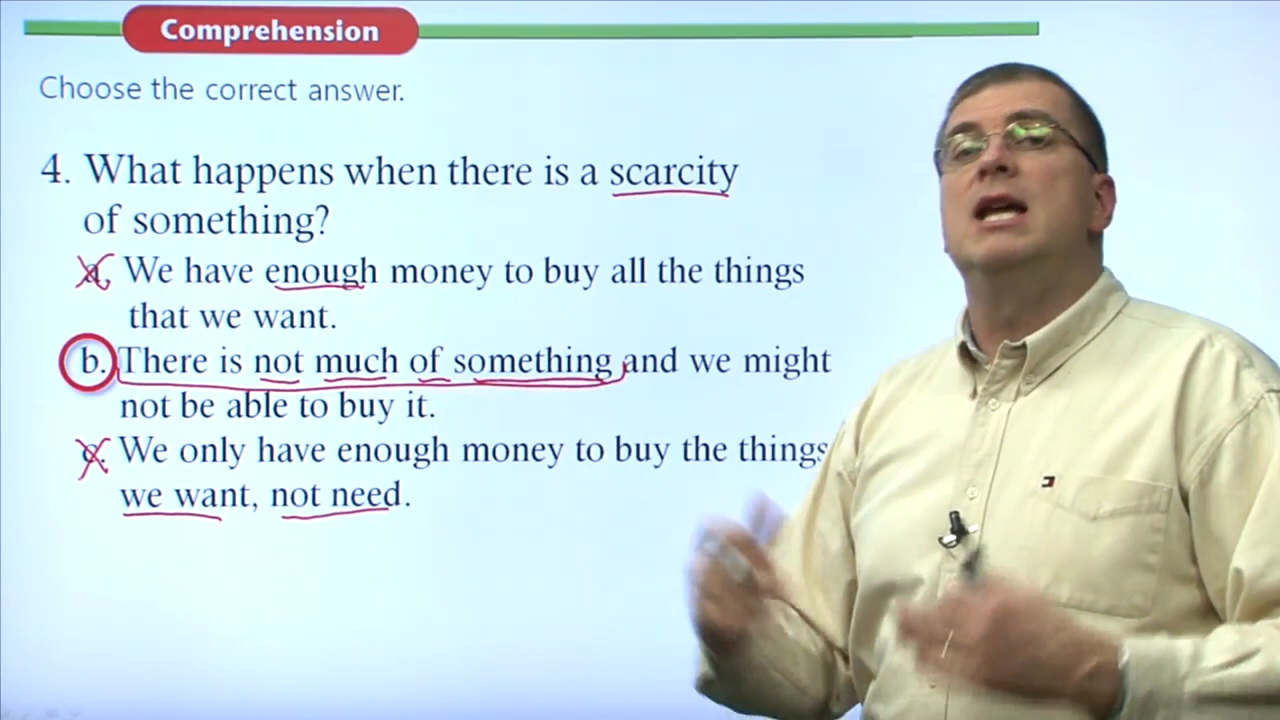 Comprehension
Choose the correct answer.
4. What happens when there is a scarcity
of something?
a. We have enough money to buy all the things
that we want.
b. There is not much of something and we might
not be able to buy it.
c. We only have enough money to buy the things
we want, not need.